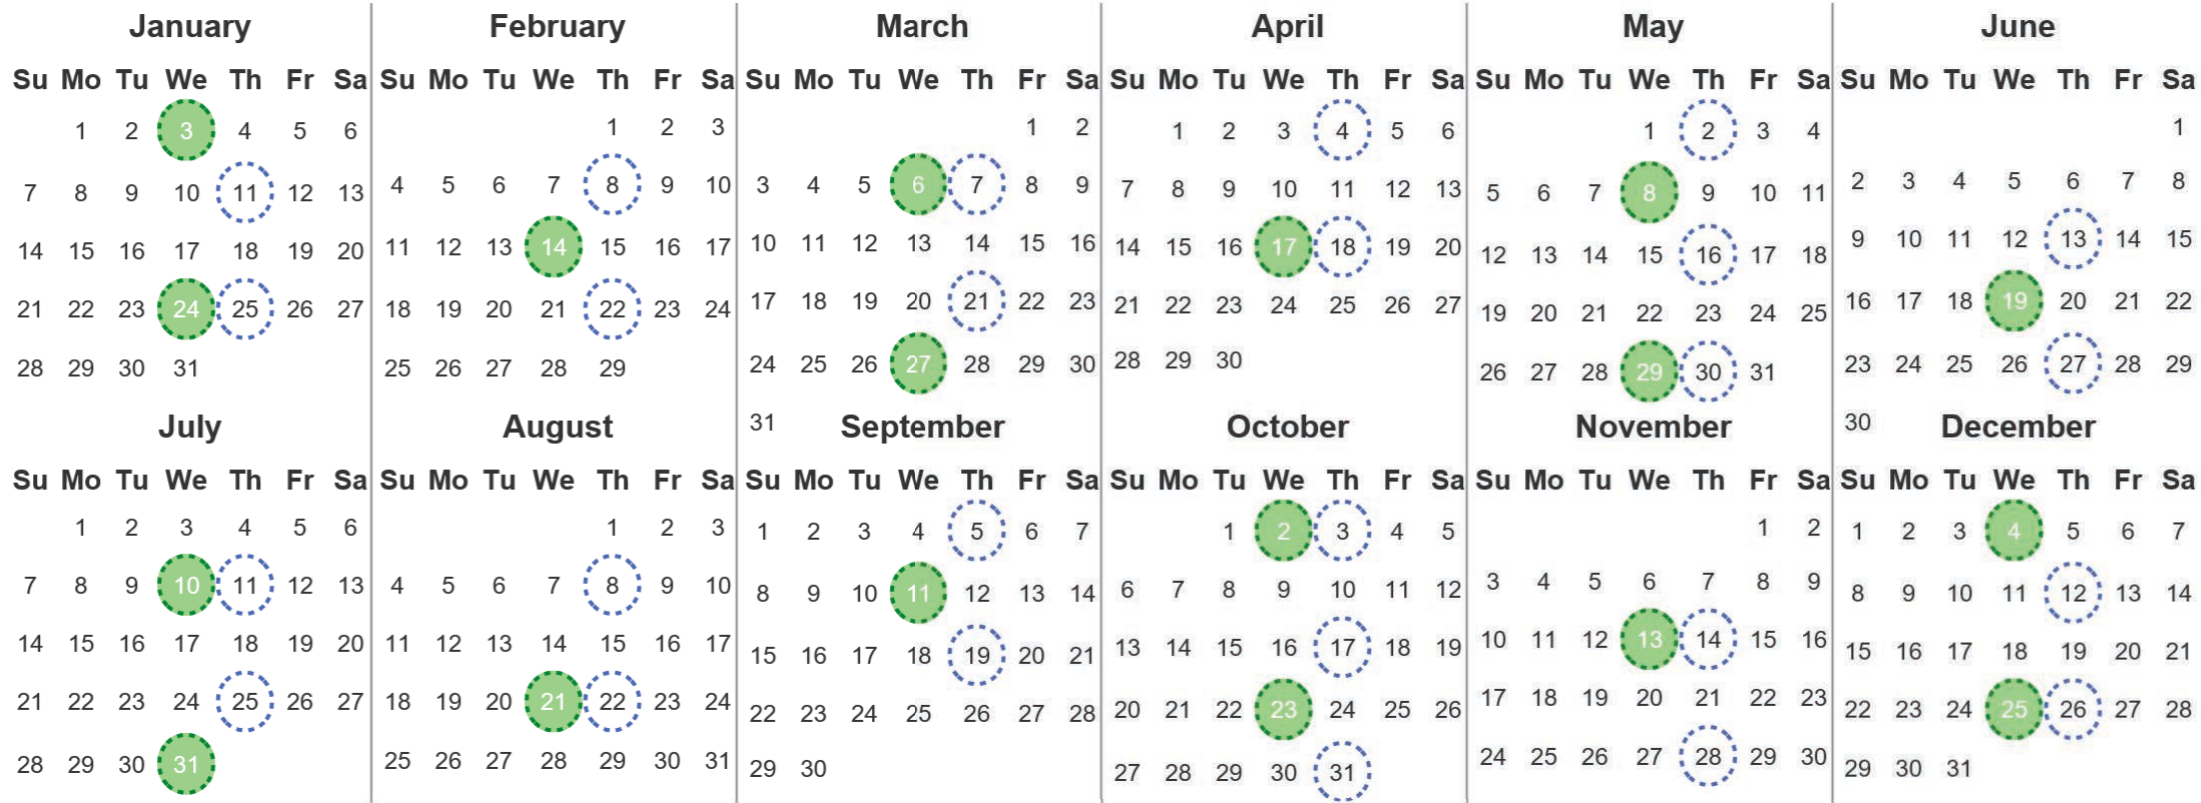 January February March April May June
Su Mo Tu We Th Fr Sa Su Mo Tu We Th Fr Sa Su Mo Tu We Th Fr Sa Su Mo Tu We Th Fr Sa Su Mo Tu We Th Fr Sa Su Mo Tu We Th Fr Sa
1 2 3 4 5 6 1 2 3 1 2 1 2 3 4 5 6 1 2 3 4 1
7 8 9 10 11 12 13 4 5 6 7 8 9 10 3 4 5 6 7 8 9 7 8 9 10 11 12 13 5 6 7 8 9 10 11 2 3 4 5 6 7 8
14 15 16 17 18 19 20 11 12 13 14 15 16 17 10 11 12 13 14 15 16 14 15 16 17 18 19 20 12 13 14 15 16 17 18 9 10 11 12 13 14 15
21 22 23 24 25 26 27 18 19 20 21 22 23 24 17 18 19 20 21 22 23 21 22 23 24 25 26 27 19 20 21 22 23 24 25 16 17 18 19 20 21 22
28 29 30 31 25 26 27 28 29 24 25 26 27 28 29 30 28 29 30 26 27 28 29 30 31 23 24 25 26 27 28 29
31 30
July August September October November December
Su Mo Tu We Th Fr Sa Su Mo Tu We Th Fr Sa Su Mo Tu We Th Fr Sa Su Mo Tu We Th Fr Sa Su Mo Tu We Th Fr Sa Su Mo Tu We Th Fr Sa
1 2 3 4 5 6 1 2 3 1 2 3 4 5 6 7 1 2 3 4 5 1 2 1 2 3 4 5 6 7
7 8 9 10 11 12 13 4 5 6 7 8 9 10 8 9 10 11 12 13 14 6 7 8 9 10 11 12 3 4 5 6 7 8 9 8 9 10 11 12 13 14
14 15 16 17 18 19 20 11 12 13 14 15 16 17 15 16 17 18 19 20 21 13 14 15 16 17 18 19 10 11 12 13 14 15 16 15 16 17 18 19 20 21
21 22 23 24 25 26 27 18 19 20 21 22 23 24 22 23 24 25 26 27 28 20 21 22 23 24 25 26 17 18 19 20 21 22 23 22 23 24 25 26 27 28
28 29 30 31 25 26 27 28 29 30 31 29 30 27 28 29 30 31 24 25 26 27 28 29 30 29 30 31